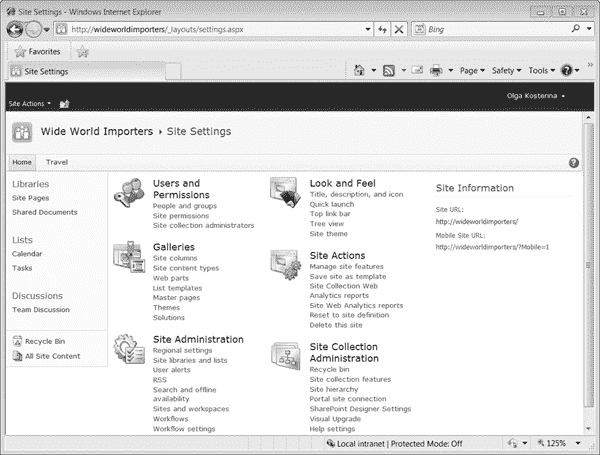 Site Settings - Windows Internet Explorer
http://wideworldimporters/_layouts/settings.aspx
Bing
Favorites
Site Settings
Page Safety Tools
Site Actions
Olga Kosterina
Wide World Importers Site Settings
Home Travel
Libraries
Site Pages
Shared Documents
Lists
Calendar
Tasks
Discussions
Team Discussion
Recycle Bin
All Site Content
Users and
Permissions
People and groups
Site permissions
Site collection administrators
Galleries
Site columns
Site content types
Web parts
List templates
Master pages
Themes
Solutions
Site Administration
Regional settings
Site libraries and lists
User alerts
RSS
Search and offline
availability
Sites and workspaces
Workflows
Workflow settings
Look and Feel
Title, description, and icon
Quick launch
Top link bar
Tree view
Site theme
Site Actions
Manage site features
Save site as template
Site Collection Web
Analytics reports
Site Web Analytics reports
Reset to site definition
Delete this site
Site Collection
Administration
Recycle bin
Site collection features
Site hierarchy
Portal site connection
SharePoint Designer Settings
Visual Upgrade
Help settings
Site Information
Site URL:
http://wideworldimporters/
Mobile Site URL:
http://wideworldimporters/?Mobile=1
Local intranet | Protected Mode: Off
125%